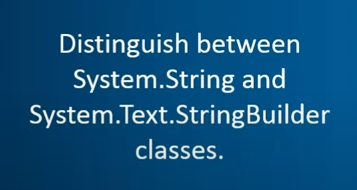 Distinguish between
System.String and
System.Text.StringBuilder
classes.